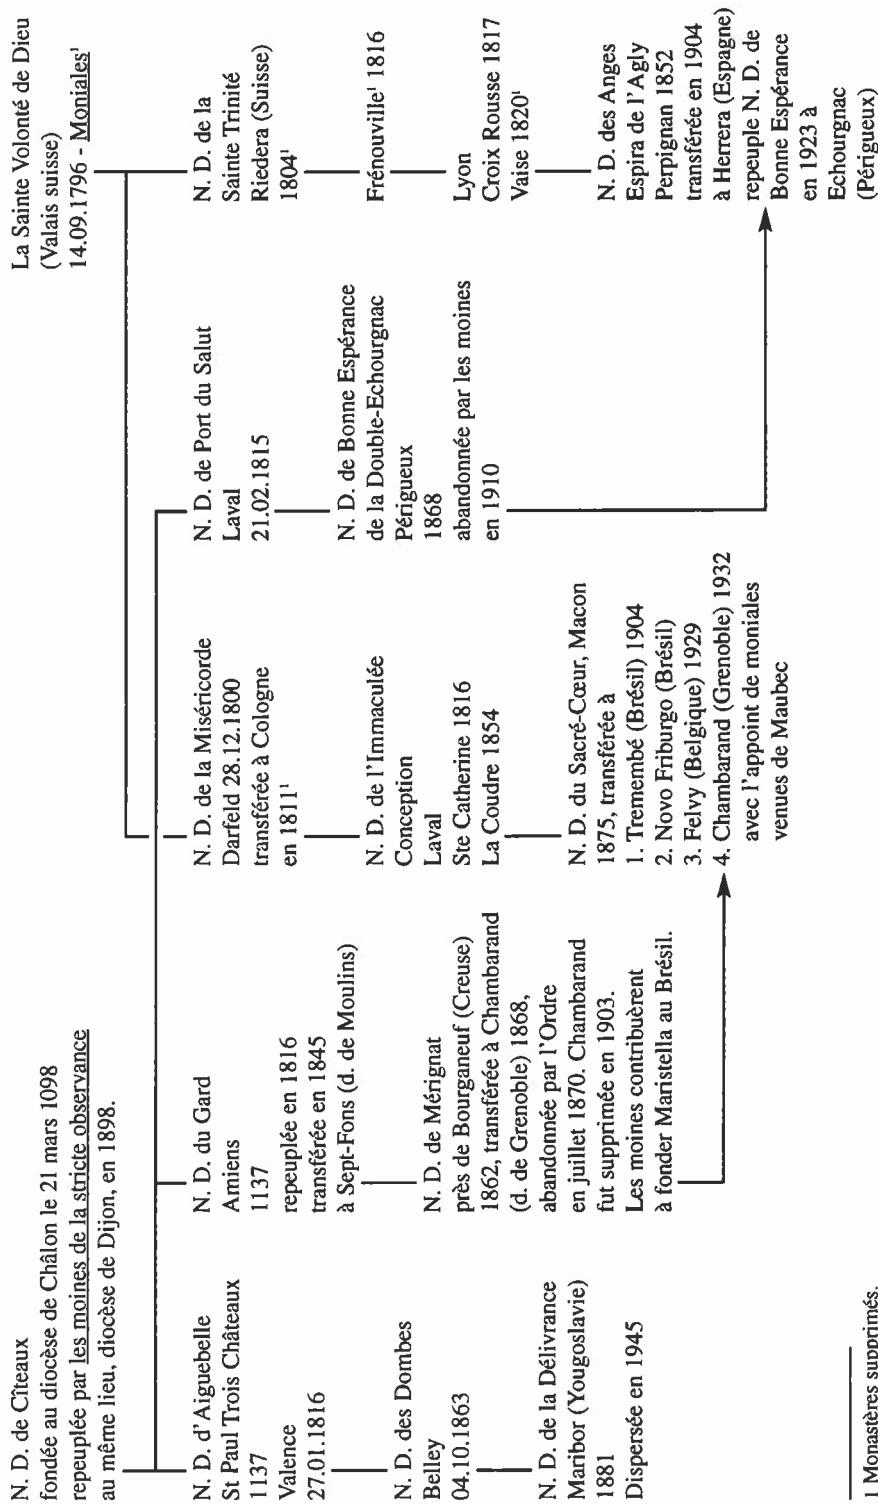 N. D. de Cîteaux
fondée au diocèse de Châlon le 21 mars 1098
repeuplée par les moines de la stricte observance
au même lieu, diocèse de Dijon, en 1898.
N. D. d'Aiguebelle
St Paul Trois Châteaux
1137
Valence
27.01.1816
N. D. des Dombes
Belley
04.10.1863
N. D. de la Délivrance
Maribor (Yougoslavie)
1881
Dispersée en 1945
N. D. du Gard
Amiens
1137
repeuplée en 1816
transférée en 1845
à Sept-Fons (d. de Moulins)
N. D. de Mérignat
près de Bourganeuf (Creuse)
1862, transférée à Chambarand
(d. de Grenoble) 1868,
abandonnée par l'Ordre
en juillet 1870. Chambarand
fut supprimée en 1903.
Les moines contribuèrent
à fonder Maristella au Brésil.
N. D. de Port du Salut
Laval
21.02.1815
N. D. de Bonne Espérance
de la Double-Echourgnac
Périgueux
1868
abandonnée par les moines
en 1910
La Sainte Volonté de Dieu
(Valais suisse)
14.09.1796 - Moniales¹
N. D. de la Miséricorde
Darfeld 28.12.1800
transférée à Cologne
en 1811¹
N. D. de l'Immaculée
Conception
Laval
Ste Catherine 1816
La Coudre 1854
N. D. du Sacré-Cœur, Macon
1875, transférée à
1. Tremembé (Brésil) 1904
2. Novo Friburgo (Brésil)
3. Felvy (Belgique) 1929
4. Chambarand (Grenoble) 1932
avec l'appoint de moniales
venues de Maubec
N. D. de la
Sainte Trinité
Riedera (Suisse)
1804¹
Frénouville¹ 1816
Lyon
Croix Rousse 1817
Vaise 1820¹
N. D. des Anges
Espira de l'Agly
Perpignan 1852
transférée en 1904
à Herrera (Espagne)
repeuple N. D. de
Bonne Espérance
en 1923 à
Echourgnac
(Périgueux)
1 Monastères supprimés.